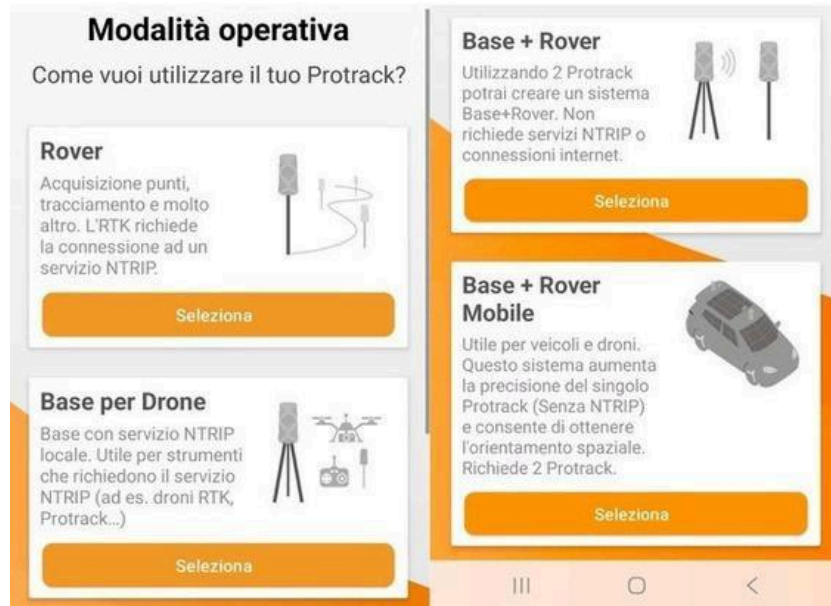 Modalità operativa
Come vuoi utilizzare il tuo Protrack?
Rover
Acquisizione punti,
tracciamento e molto
altro. L'RTK richiede
la connessione ad un
servizio NTRIP.
Seleziona
Base per Drone
Base con servizio NTRIP
locale. Utile per strumenti
che richiedono il servizio
NTRIP (ad es. droni RTK,
Protrack...)
Seleziona
Base + Rover
Utilizzando 2 Protrack
potrai creare un sistema
Base+Rover. Non
richiede servizi NTRIP o
connessioni internet.
Seleziona
Base + Rover
Mobile
Utile per veicoli e droni.
Questo sistema aumenta
la precisione del singolo
Protrack (Senza NTRIP)
e consente di ottenere
l'orientamento spaziale.
Richiede 2 Protrack.
Seleziona